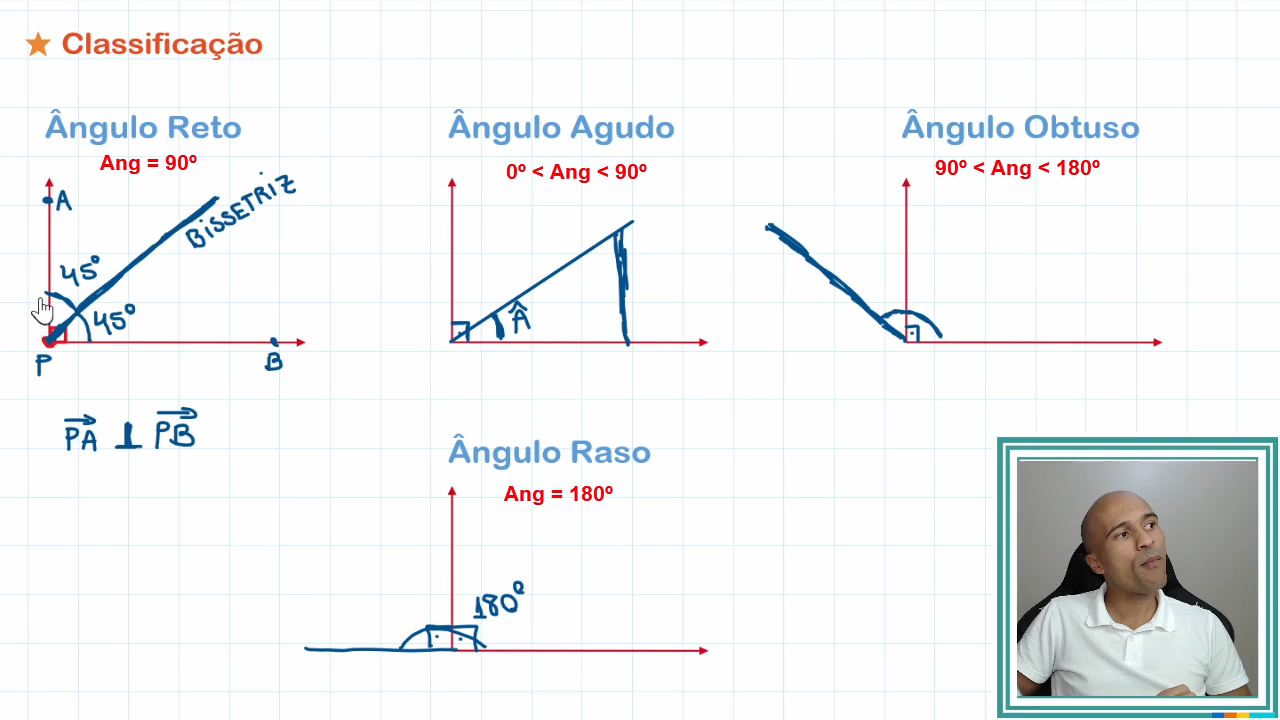 Classificação
Ângulo Reto
Ang = 90º
A
BISSETRIZ
45º
45º
P
B
PA ⊥ PB
Ângulo Agudo
0º < Ang < 90º
Â
Ângulo Obtuso
90º < Ang < 180º
Ângulo Raso
Ang = 180º
180º